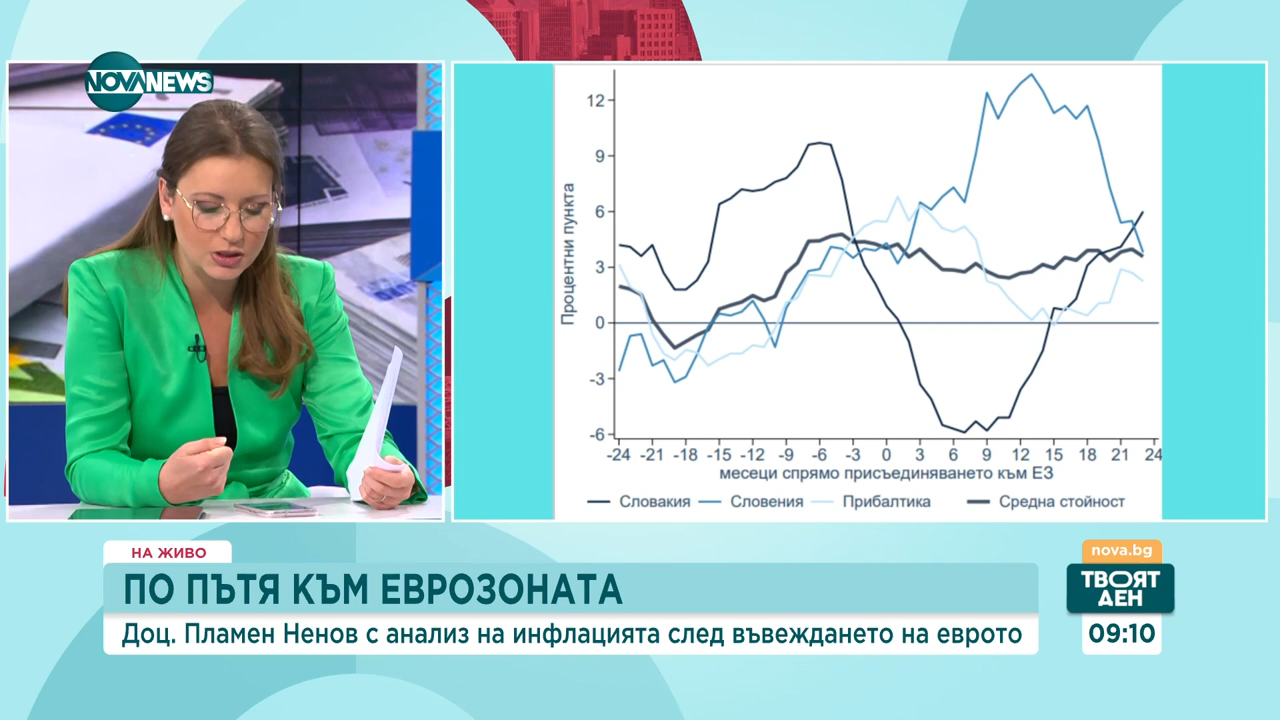 NOVA NEWS
Процентни пункта
12
9
6
3
0
-3
-6
-24 -21 -18 -15 -12 -9 -6 -3 0 3 6 9 12 15 18 21 24
месеци спрямо присъединяването към ЕЗ
Словакия Словения Прибалтика Средна стойност
НА ЖИВО
ПО ПЪТЯ КЪМ ЕВРОЗОНАТА
Доц. Пламен Ненов с анализ на инфлацията след въвеждането на еврото
nova.bg
ТВОЯТ
ДЕН
09:10